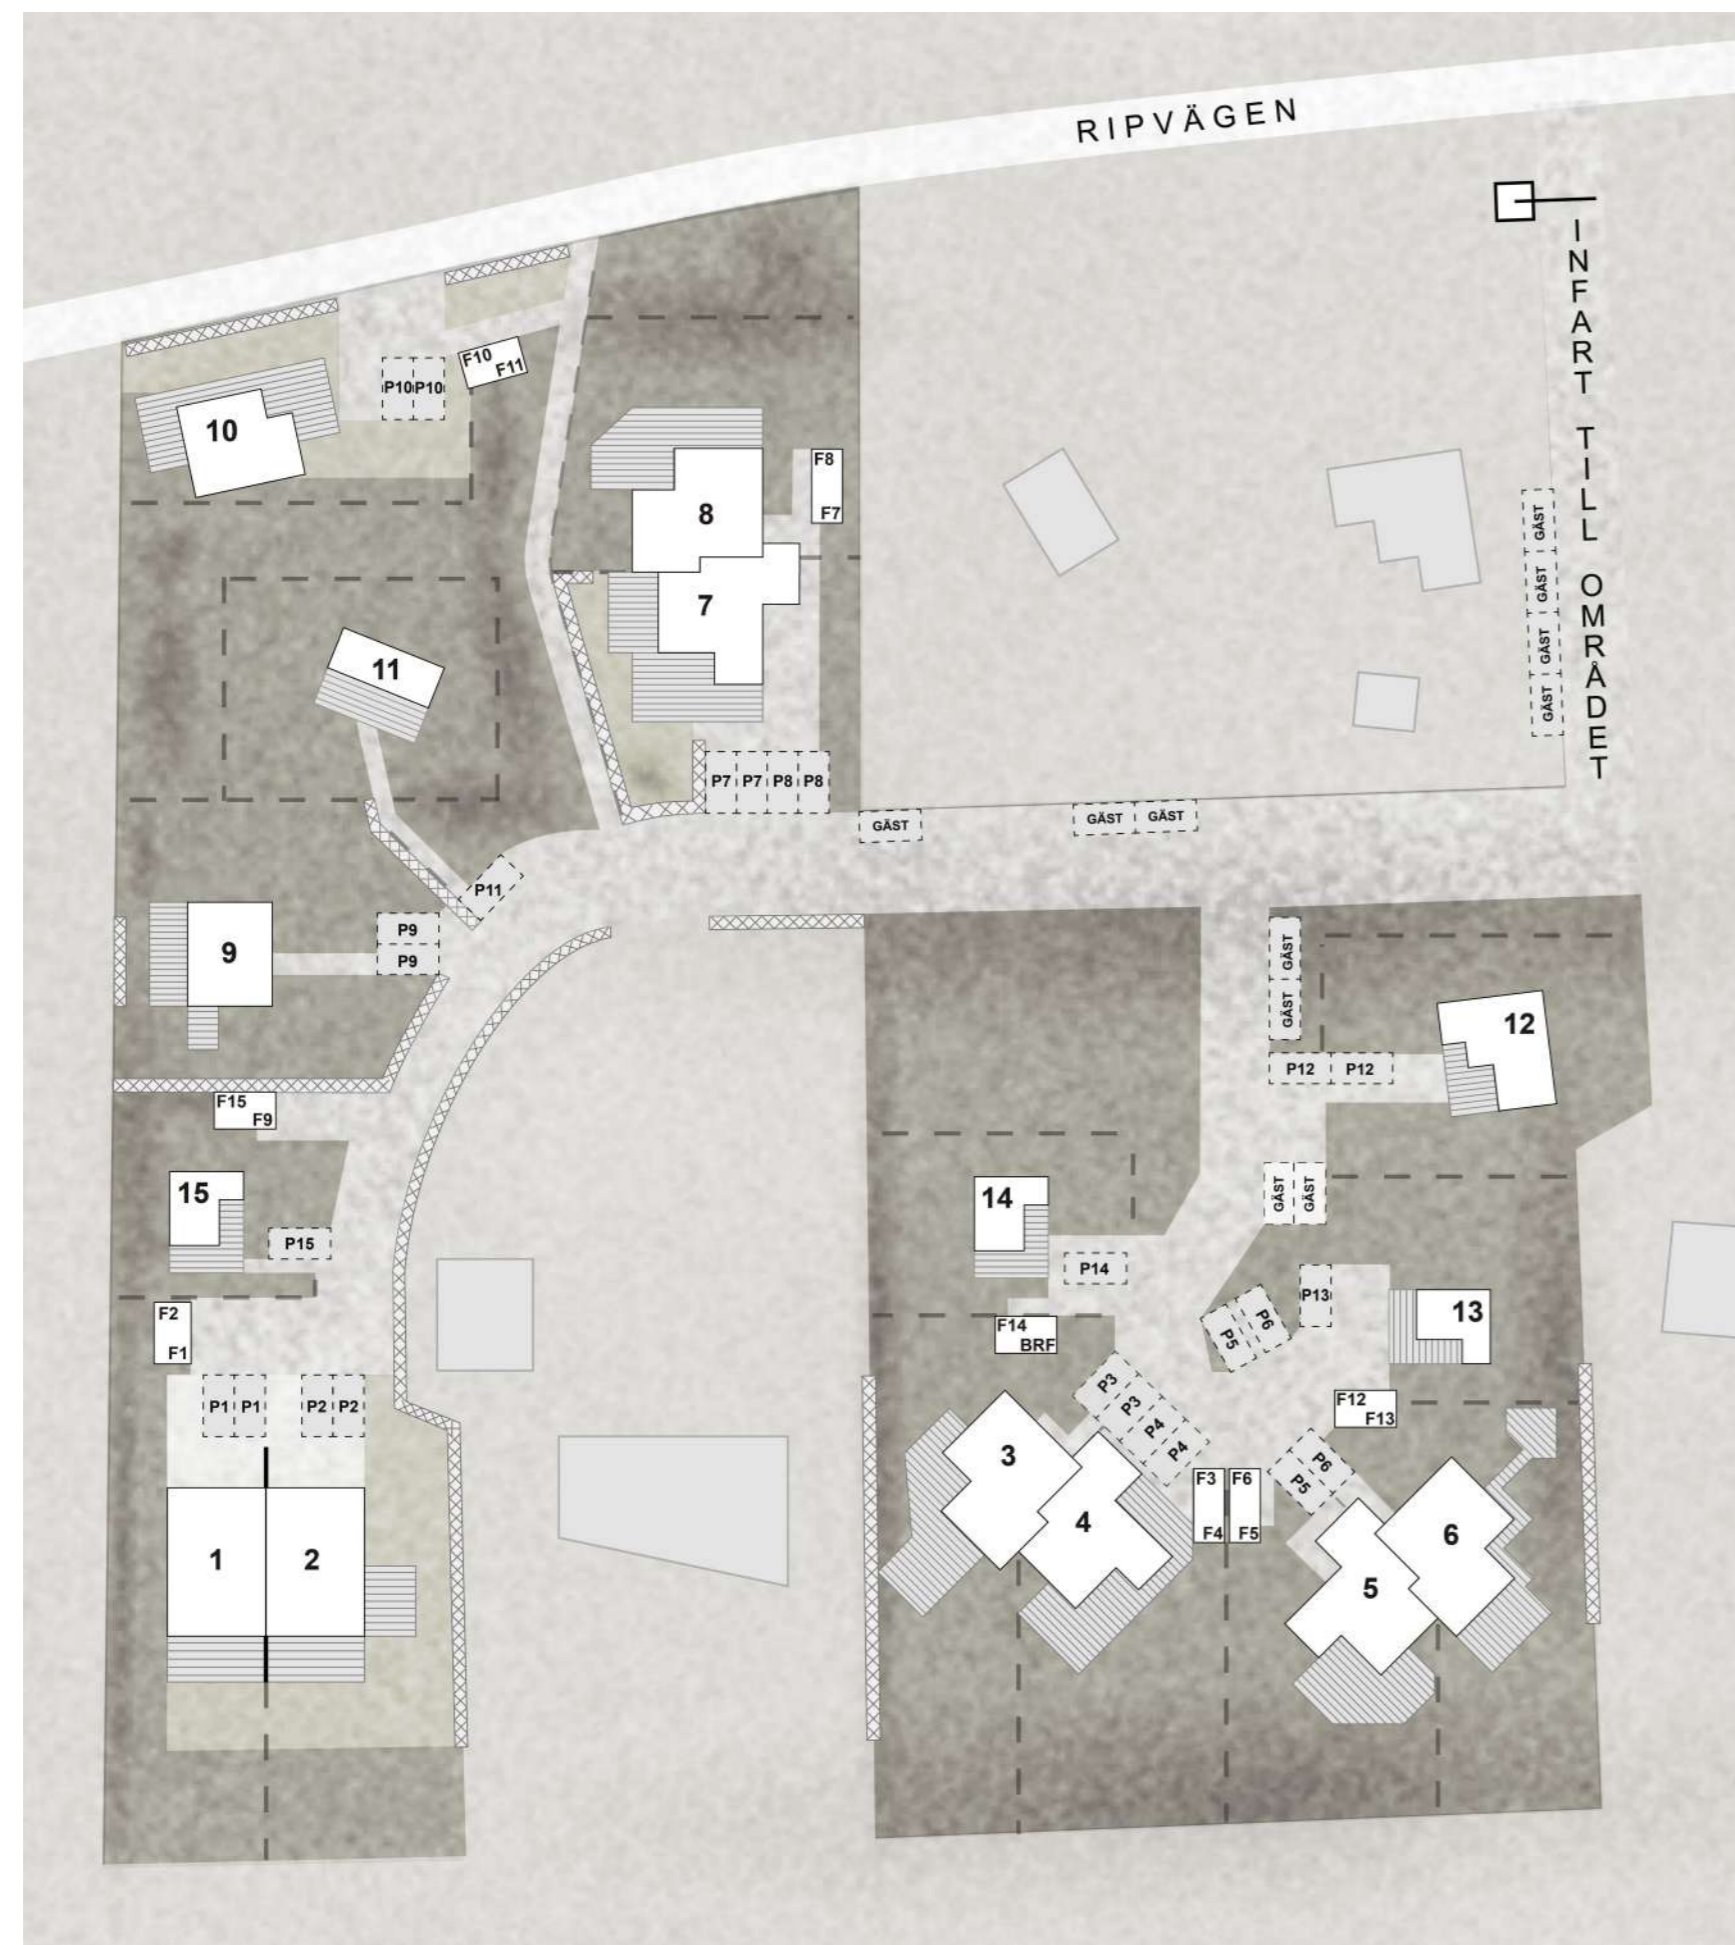 RIPVÄGEN
INFART TILL OMRÅDET
F10
F11
P10 P10
10
F8
F7
8
7
GÄST
GÄST
GÄST
GÄST
11
P7 P7 P8 P8
GÄST
GÄST GÄST
P11
P9
P9
9
GÄST
GÄST
12
P12 P12
F15
F9
15
14
GÄST GÄST
P15
P14
P13
13
F2
F1
P5 P6
F14
BRF
P1 P1 P2 P2
P3
P3
P4
P4
F12
F13
3
4
F3
F4
F6
F5
P6
P5
6
5
1
2